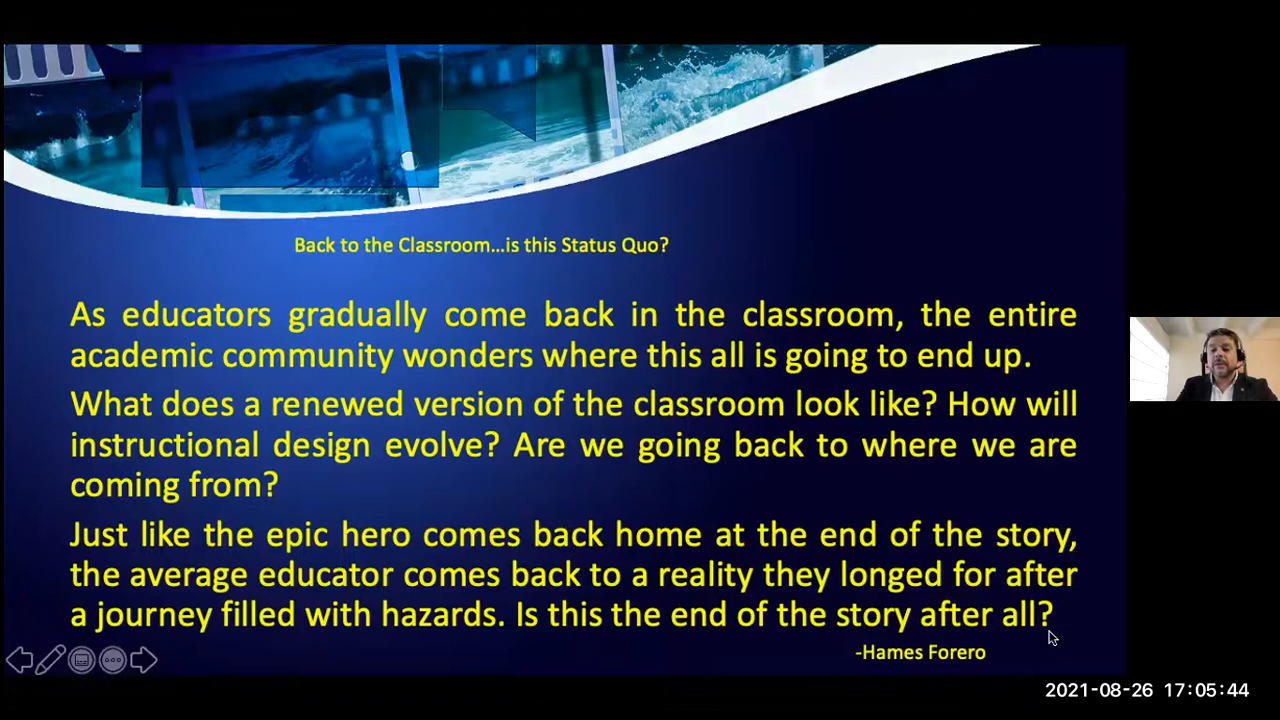 Back to the Classroom...is this Status Quo?
As educators gradually come back in the classroom, the entire
academic community wonders where this all is going to end up.
What does a renewed version of the classroom look like? How will
instructional design evolve? Are we going back to where we are
coming from?
Just like the epic hero comes back home at the end of the story,
the average educator comes back to a reality they longed for after
a journey filled with hazards. Is this the end of the story after all?
-Hames Forero
2021-08-26 17:05:44